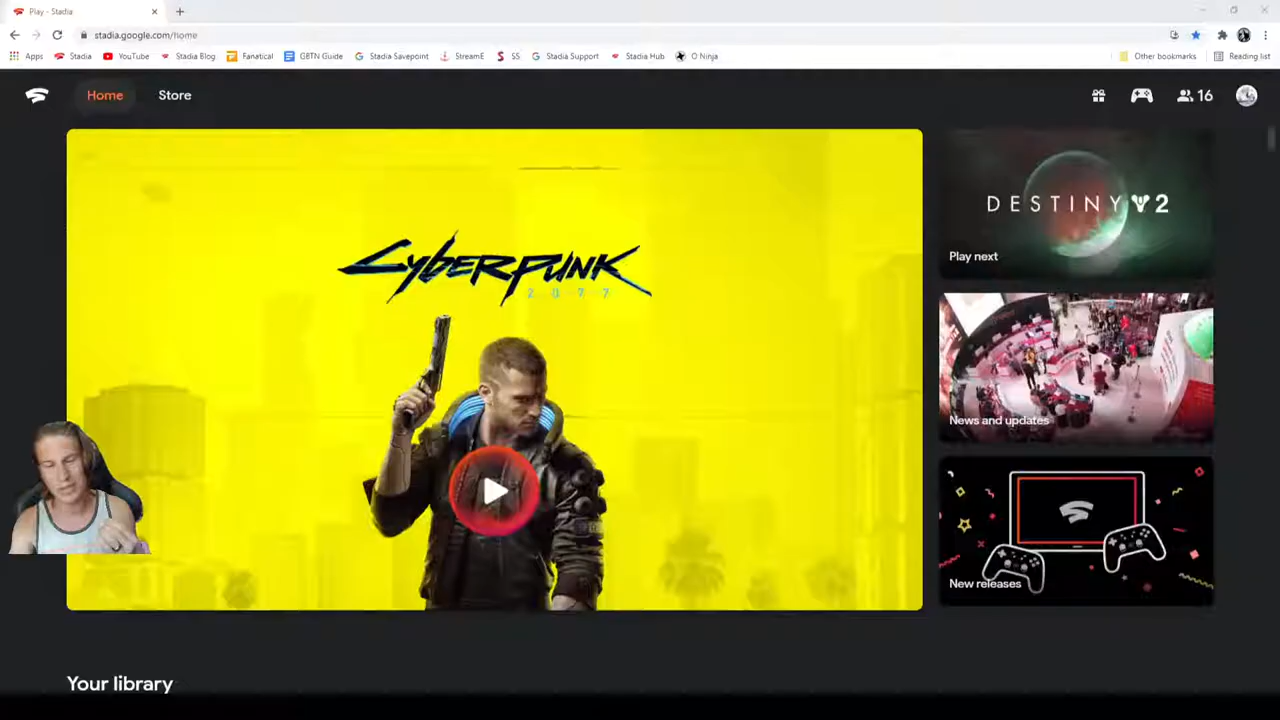 Play - Stadia
stadia.google.com/home
Apps Stadia YouTube Stadia Blog Fanatical GBTN Guide Stadia Savepoint StreamE SS Stadia Support Stadia Hub O Ninja Other bookmarks Reading list
Home Store 16
CYBERPUNK
2077
DESTINY 2
Play next
News and updates
New releases
Your library